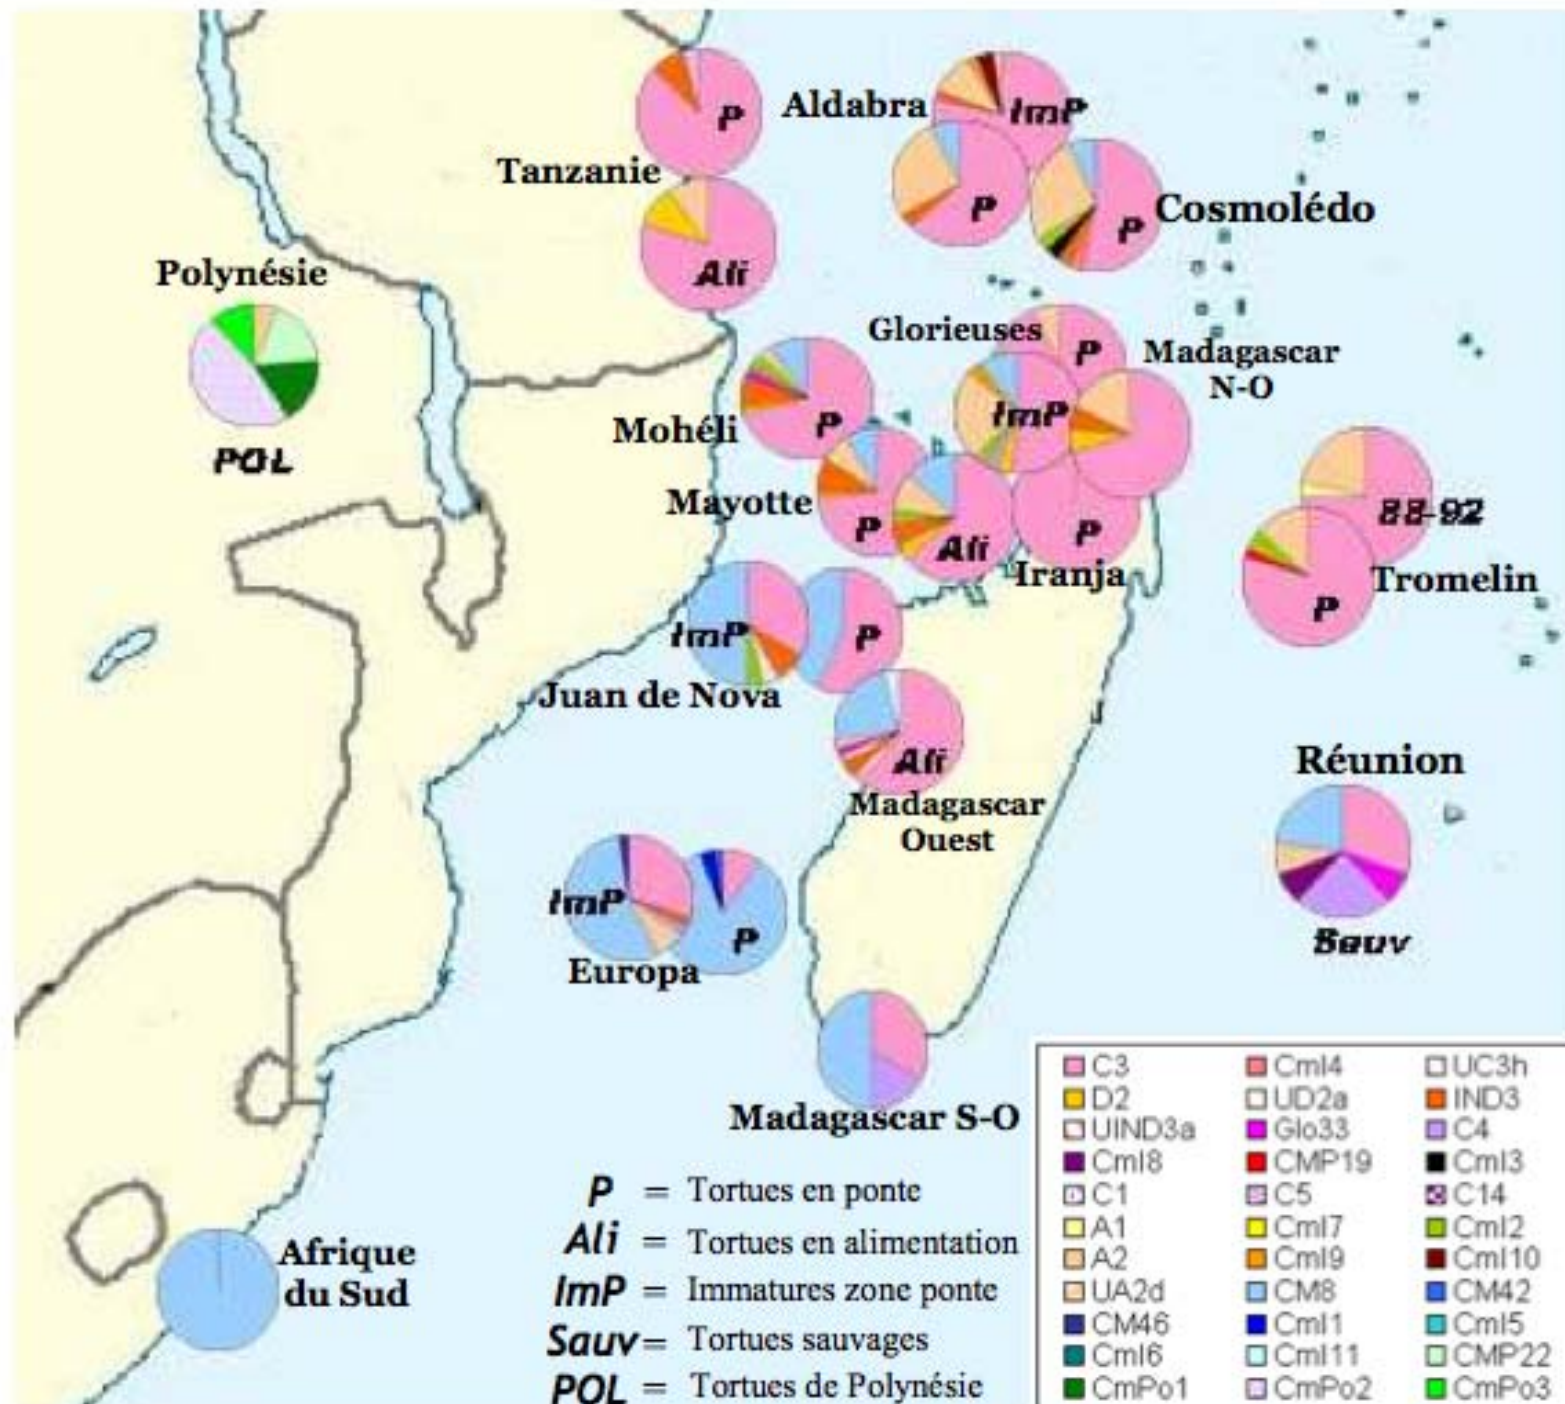 Aldabra
ImP
P
Tanzanie
P
Cosmolédo
P
Ali
Polynésie
POL
Glorieuses
P
Madagascar
N-O
ImP
Mohéli
P
Mayotte
P
Ali
P
Iranja
88-92
Tromelin
P
ImP
P
Juan de Nova
Ali
Madagascar
Ouest
Réunion
Sauv
ImP
P
Europa
Madagascar S-O
Afrique
du Sud
P = Tortues en ponte
Ali = Tortues en alimentation
ImP = Immatures zone ponte
Sauv = Tortues sauvages
POL = Tortues de Polynésie
C3 CmI4 UC3h
D2 UD2a IND3
UIND3a Glo33 C4
CmI8 CMP19 CmI3
C1 C5 C14
A1 CmI7 CmI2
A2 CmI9 CmI10
UA2d CM8 CM42
CM46 CmI1 CmI5
CmI6 CmI11 CMP22
CmPo1 CmPo2 CmPo3